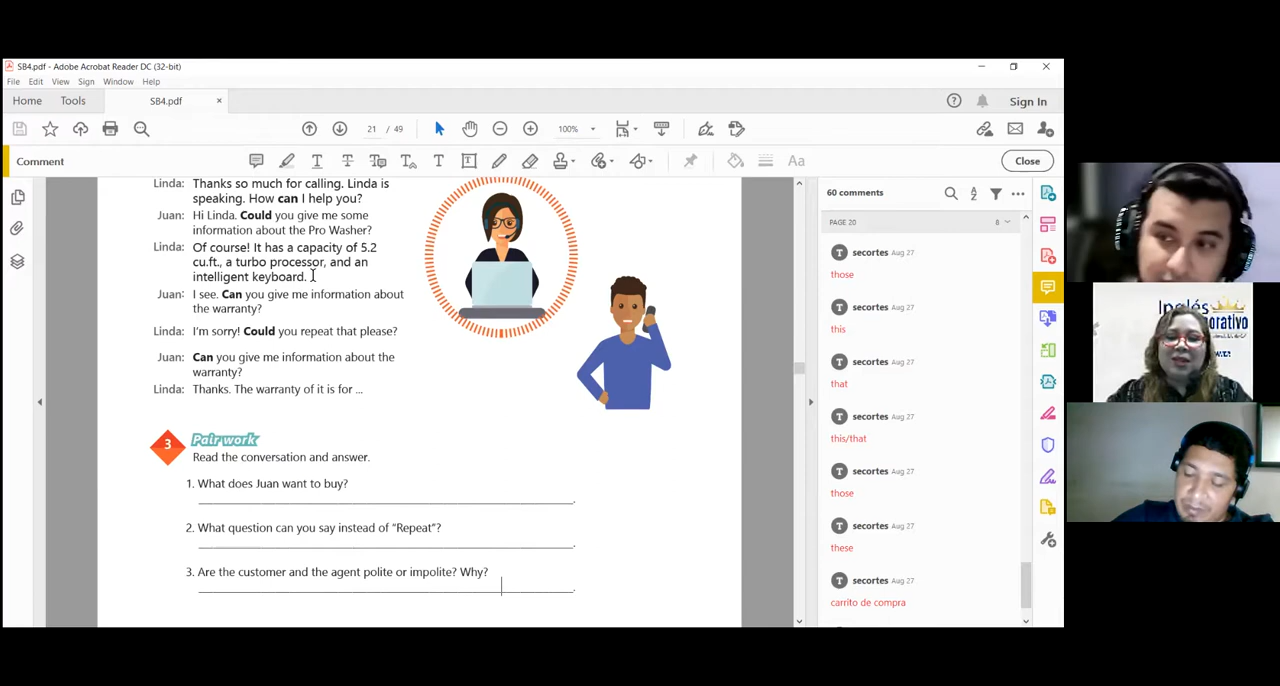 SB4.pdf - Adobe Acrobat Reader DC (32-bit)
File Edit View Sign Window Help
Home Tools SB4.pdf × Sign In
21 / 49 100%
Comment Close
Linda: Thanks so much for calling. Linda is
speaking. How can I help you?
Juan: Hi Linda. Could you give me some
information about the Pro Washer?
Linda: Of course! It has a capacity of 5.2
cu.ft., a turbo processor, and an
intelligent keyboard.
Juan: I see. Can you give me information about
the warranty?
Linda: I'm sorry! Could you repeat that please?
Juan: Can you give me information about the
warranty?
Linda: Thanks. The warranty of it is for ...
3 Pair work
Read the conversation and answer.
1. What does Juan want to buy?
2. What question can you say instead of “Repeat”?
3. Are the customer and the agent polite or impolite? Why?
60 comments
PAGE 20 8
secortes Aug 27
those
secortes Aug 27
this
secortes Aug 27
that
secortes Aug 27
this/that
secortes Aug 27
those
secortes Aug 27
these
secortes Aug 27
carrito de compra
Inglés